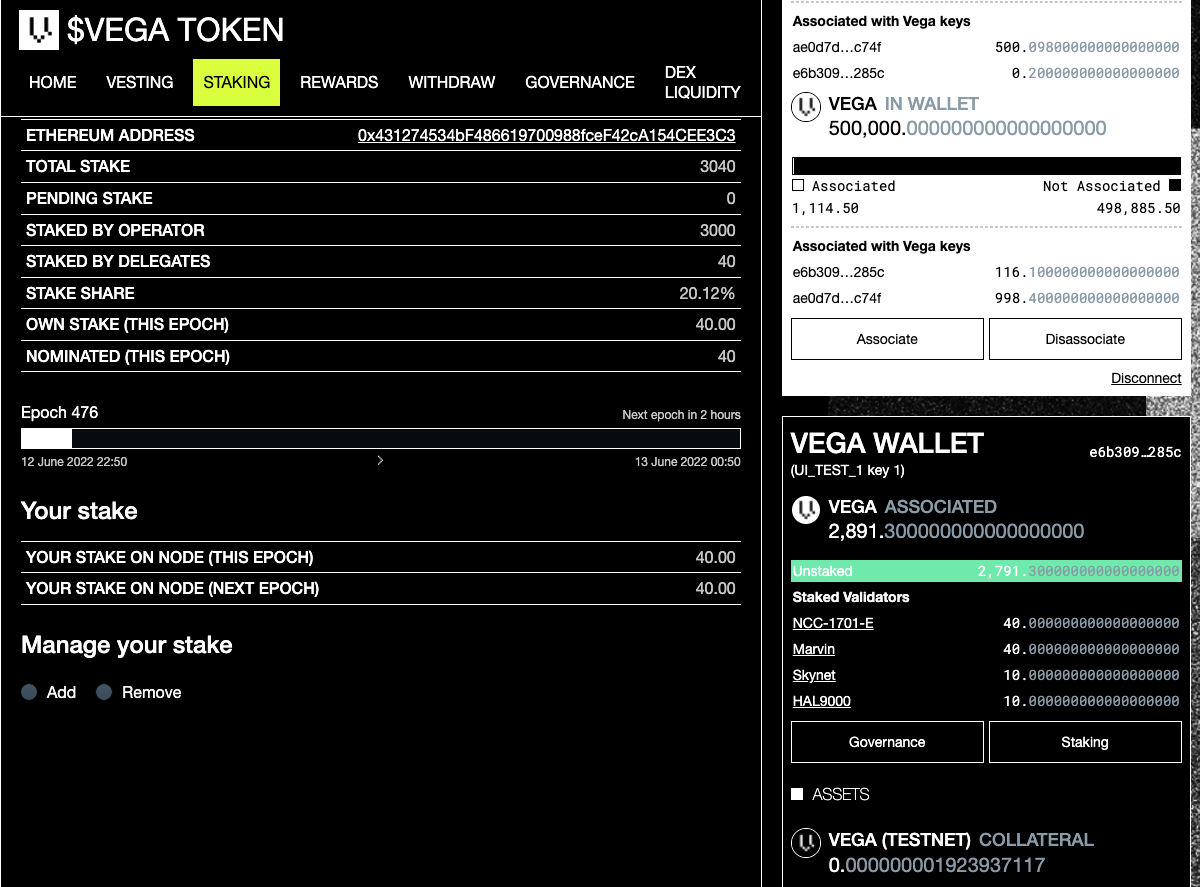 $VEGA TOKEN
HOME VESTING STAKING REWARDS WITHDRAW GOVERNANCE DEX LIQUIDITY
ETHEREUM ADDRESS 0x431274534bF486619700988fceF42cA154CEE3C3
TOTAL STAKE 3040
PENDING STAKE 0
STAKED BY OPERATOR 3000
STAKED BY DELEGATES 40
STAKE SHARE 20.12%
OWN STAKE (THIS EPOCH) 40.00
NOMINATED (THIS EPOCH) 40
Epoch 476 Next epoch in 2 hours
12 June 2022 22:50 13 June 2022 00:50
Your stake
YOUR STAKE ON NODE (THIS EPOCH) 40.00
YOUR STAKE ON NODE (NEXT EPOCH) 40.00
Manage your stake
Add Remove
Associated with Vega keys
ae0d7d…c74f 500.098000000000000000
e6b309…285c 0.200000000000000000
VEGA IN WALLET
500,000.000000000000000000
Associated Not Associated
1,114.50 498,885.50
Associated with Vega keys
e6b309…285c 116.100000000000000000
ae0d7d…c74f 998.400000000000000000
Associate Disassociate
Disconnect
VEGA WALLET e6b309…285c
(UI_TEST_1 key 1)
VEGA ASSOCIATED
2,891.300000000000000000
Unstaked 2,791.300000000000000000
Staked Validators
NCC-1701-E 40.000000000000000000
Marvin 40.000000000000000000
Skynet 10.000000000000000000
HAL9000 10.000000000000000000
Governance Staking
ASSETS
VEGA (TESTNET) COLLATERAL
0.000000001923937117